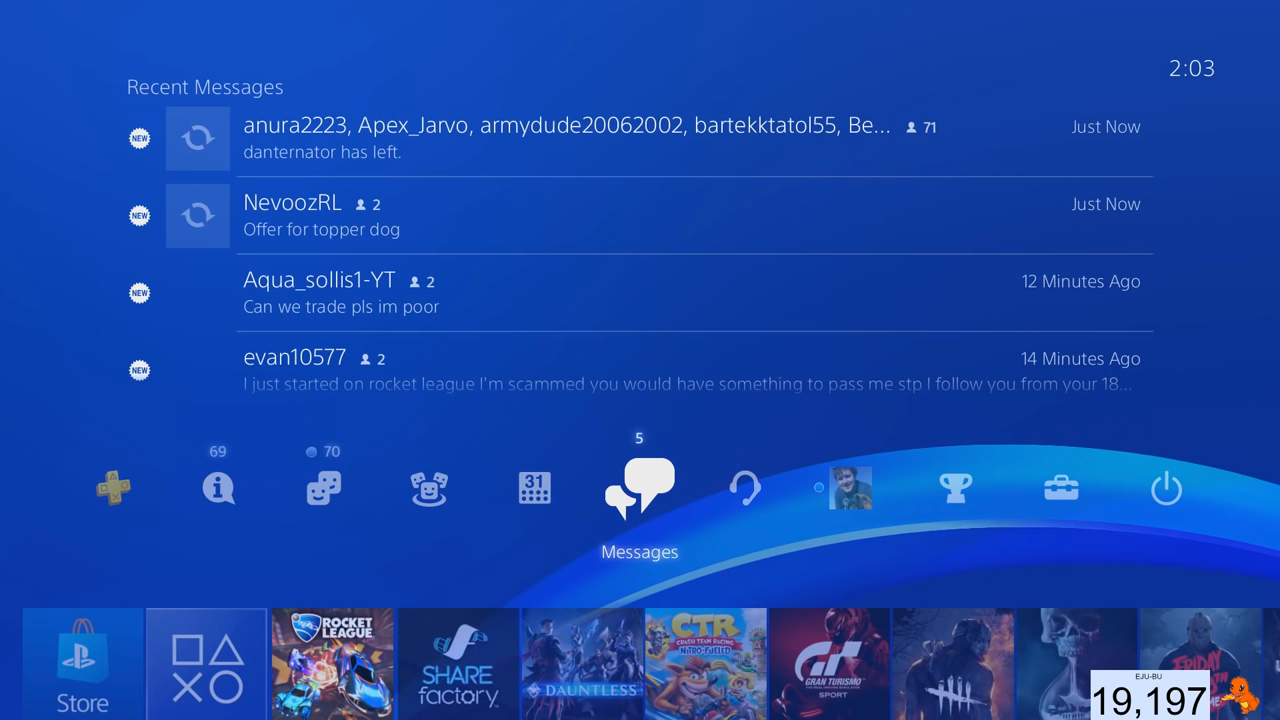 2:03
Recent Messages
NEW
anura2223, Apex_Jarvo, armydude20062002, bartekktatol55, Be... 71
Just Now
danternator has left.
NEW
NevoozRL 2
Just Now
Offer for topper dog
NEW
Aqua_sollis1-YT 2
12 Minutes Ago
Can we trade pls im poor
NEW
evan10577 2
14 Minutes Ago
I just started on rocket league I'm scammed you would have something to pass me stp I follow you from your 18...
69
70
5
31
Messages
Store
ROCKET LEAGUE
SHARE
factory
DAUNTLESS
CTR
CRASH TEAM RACING
NITRO-FUELED
GT
GRAN TURISMO
SPORT
FRIDAY
EJU-BU
19,197